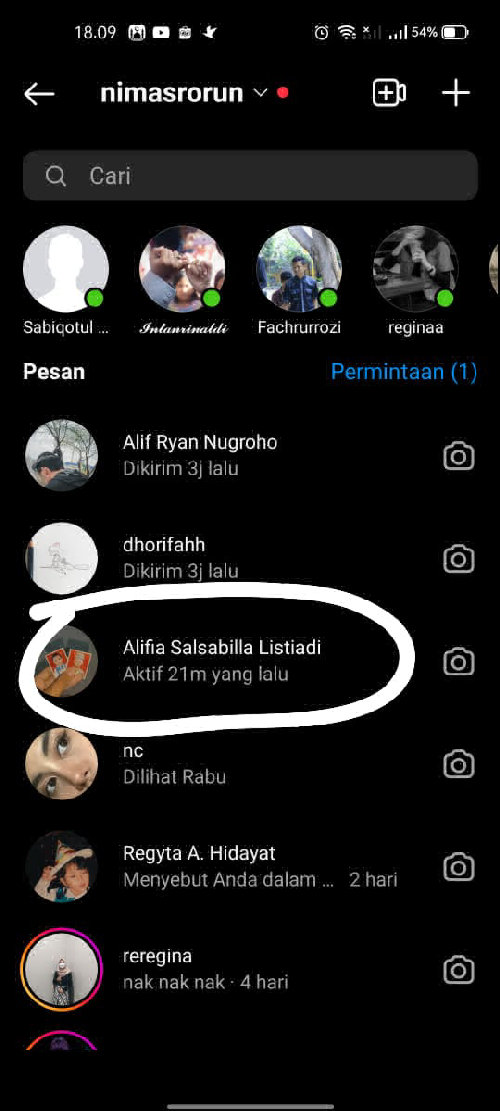 18.09 54%
nimasrorun
Cari
Sabiqotul ... Intanrinaldi Fachrurrozi reginaa
Pesan Permintaan (1)
Alif Ryan Nugroho
Dikirim 3j lalu
dhorifahh
Dikirim 3j lalu
Alifia Salsabilla Listiadi
Aktif 21m yang lalu
nc
Dilihat Rabu
Regyta A. Hidayat
Menyebut Anda dalam ... 2 hari
reregina
nak nak nak · 4 hari